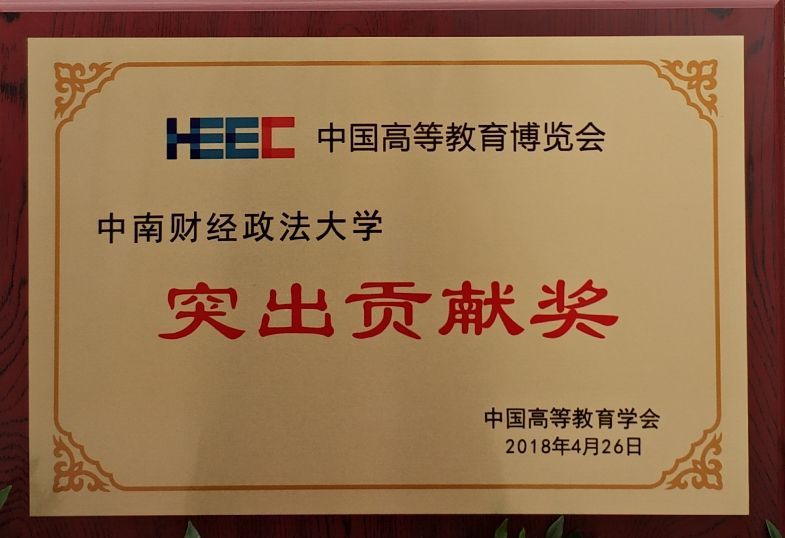 HEEC 中国高等教育博览会
中南财经政法大学
突出贡献奖
中国高等教育学会
2018年4月26日